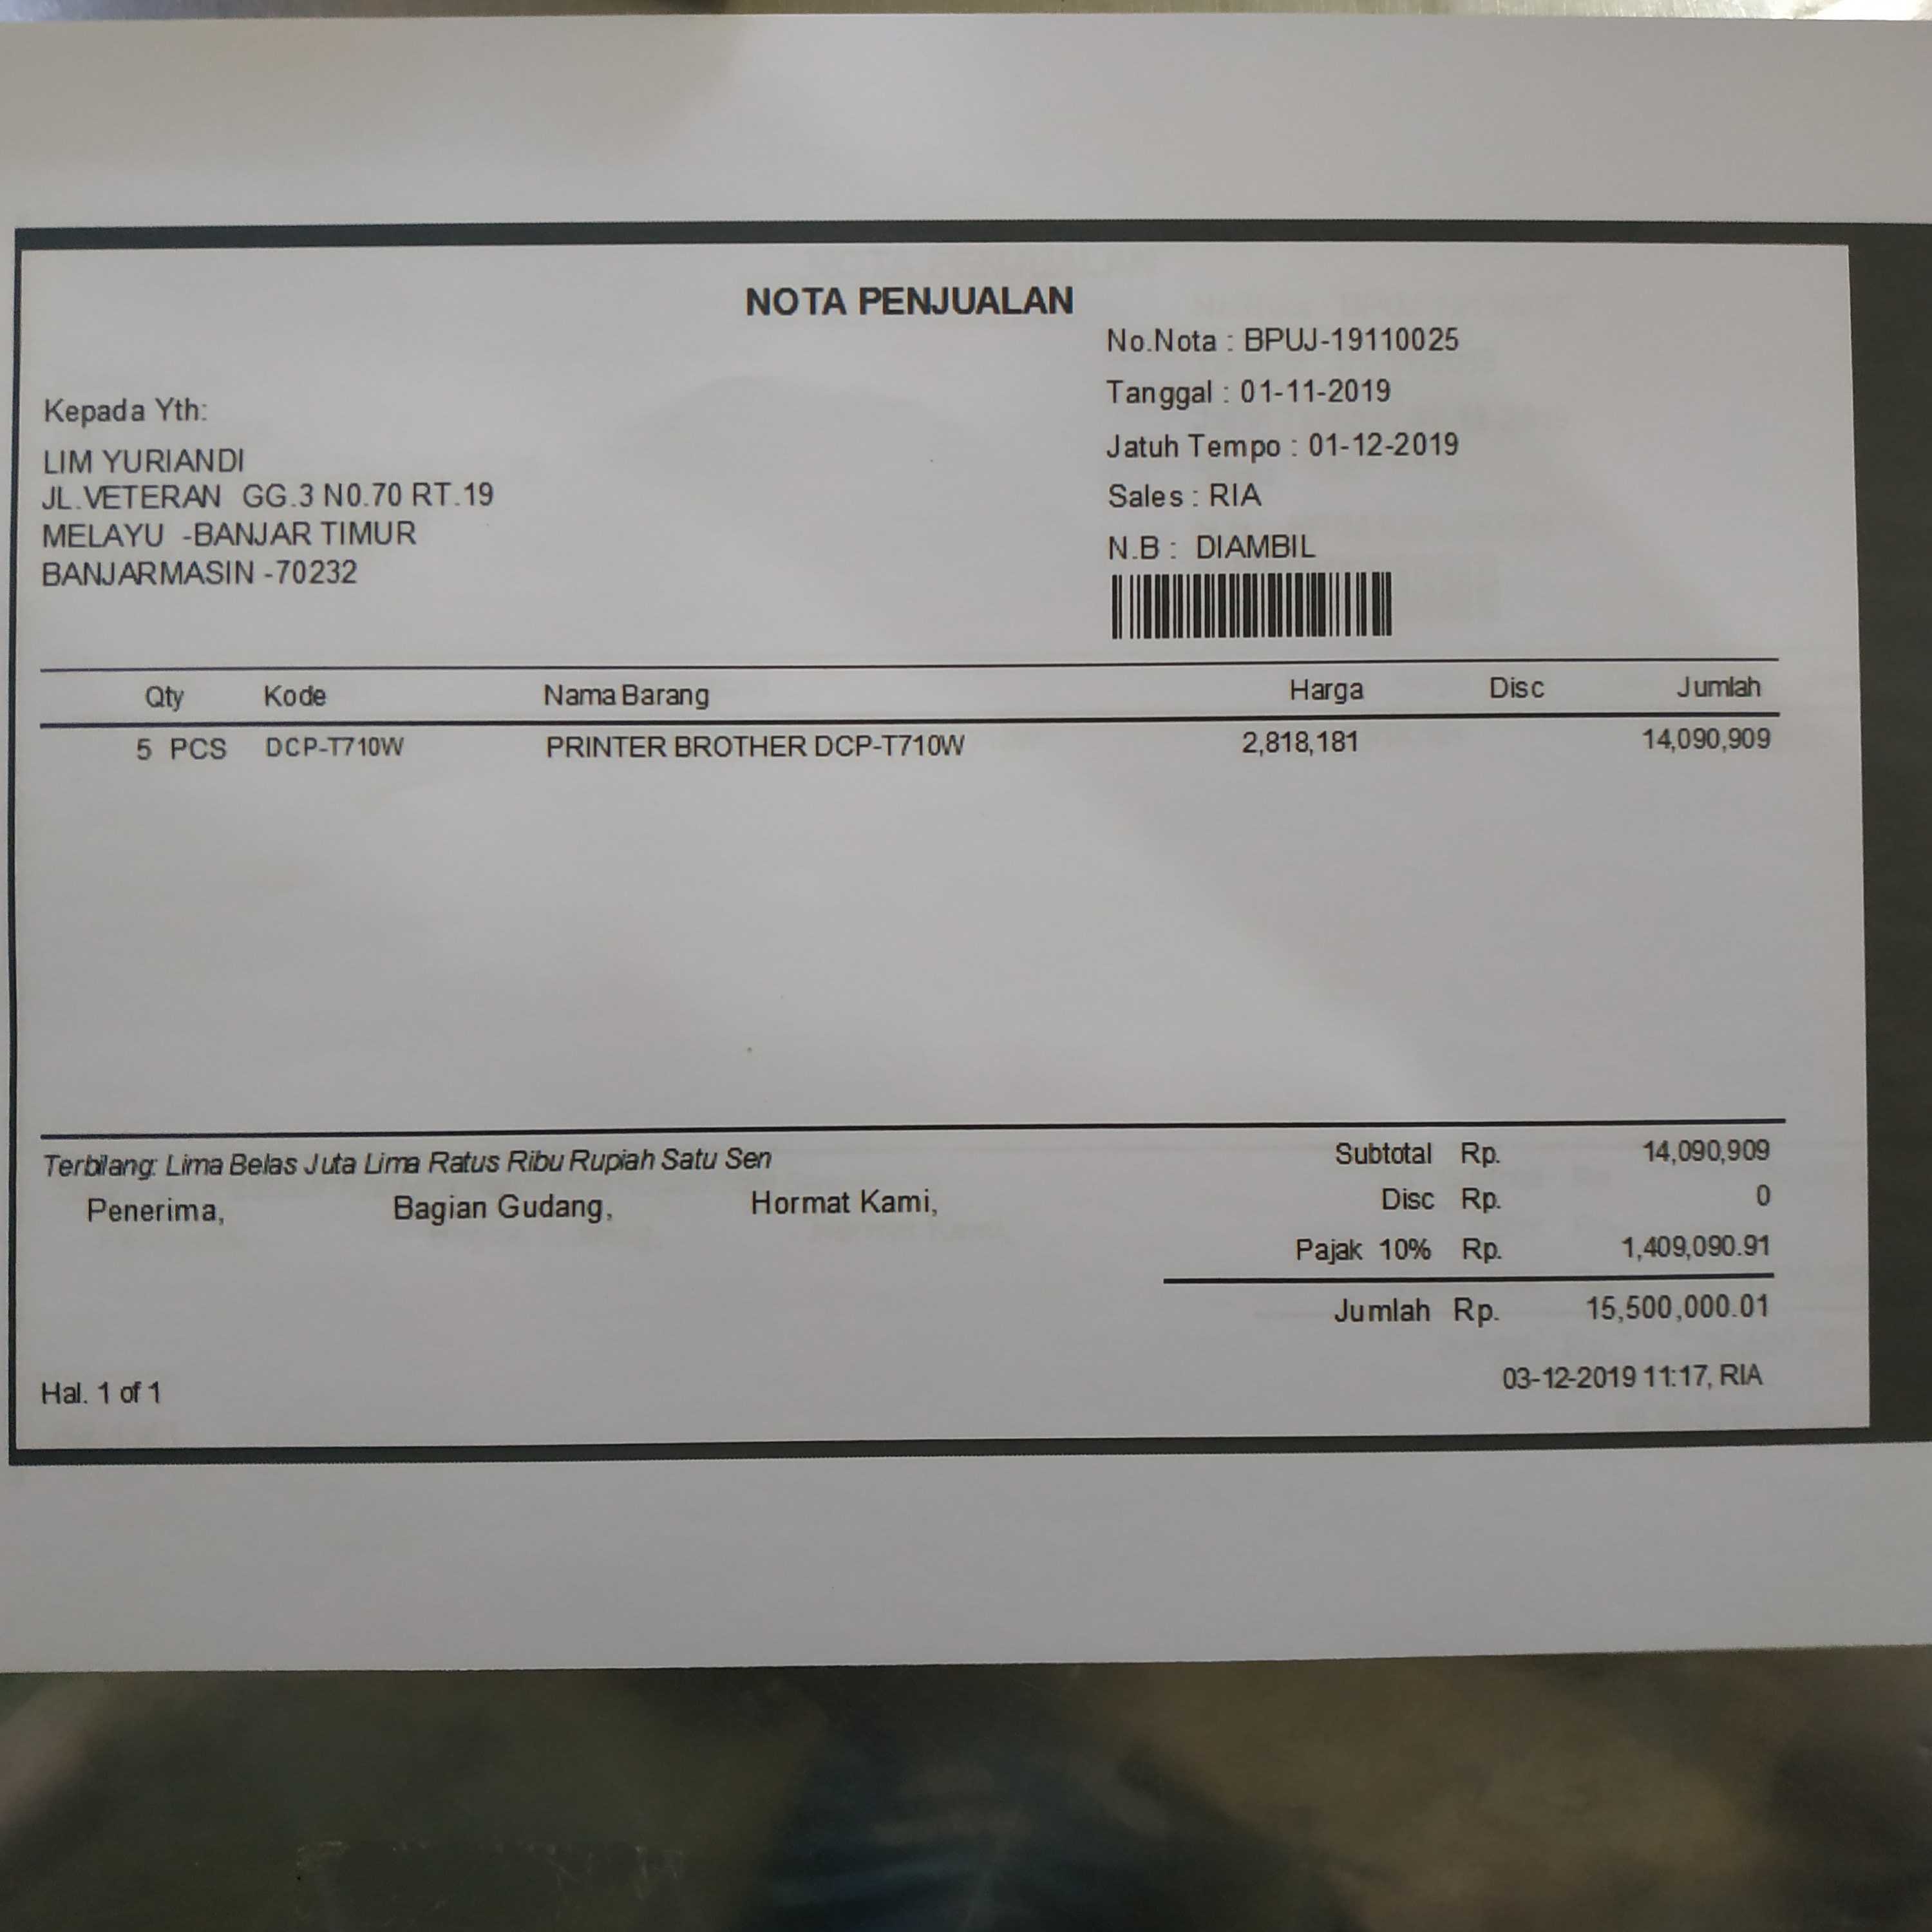 NOTA PENJUALAN
No.Nota : BPUJ-19110025
Tanggal : 01-11-2019
Jatuh Tempo : 01-12-2019
Sales : RIA
N.B : DIAMBIL
Kepada Yth:
LIM YURIANDI
JL.VETERAN GG.3 N0.70 RT.19
MELAYU -BANJAR TIMUR
BANJARMASIN -70232
Qty Kode Nama Barang Harga Disc Jumlah
5 PCS DCP-T710W PRINTER BROTHER DCP-T710W 2,818,181 14,090,909
Terbilang: Lima Belas Juta Lima Ratus Ribu Rupiah Satu Sen
Penerima, Bagian Gudang, Hormat Kami,
Subtotal Rp. 14,090,909
Disc Rp. 0
Pajak 10% Rp. 1,409,090.91
Jumlah Rp. 15,500,000.01
03-12-2019 11:17, RIA
Hal. 1 of 1